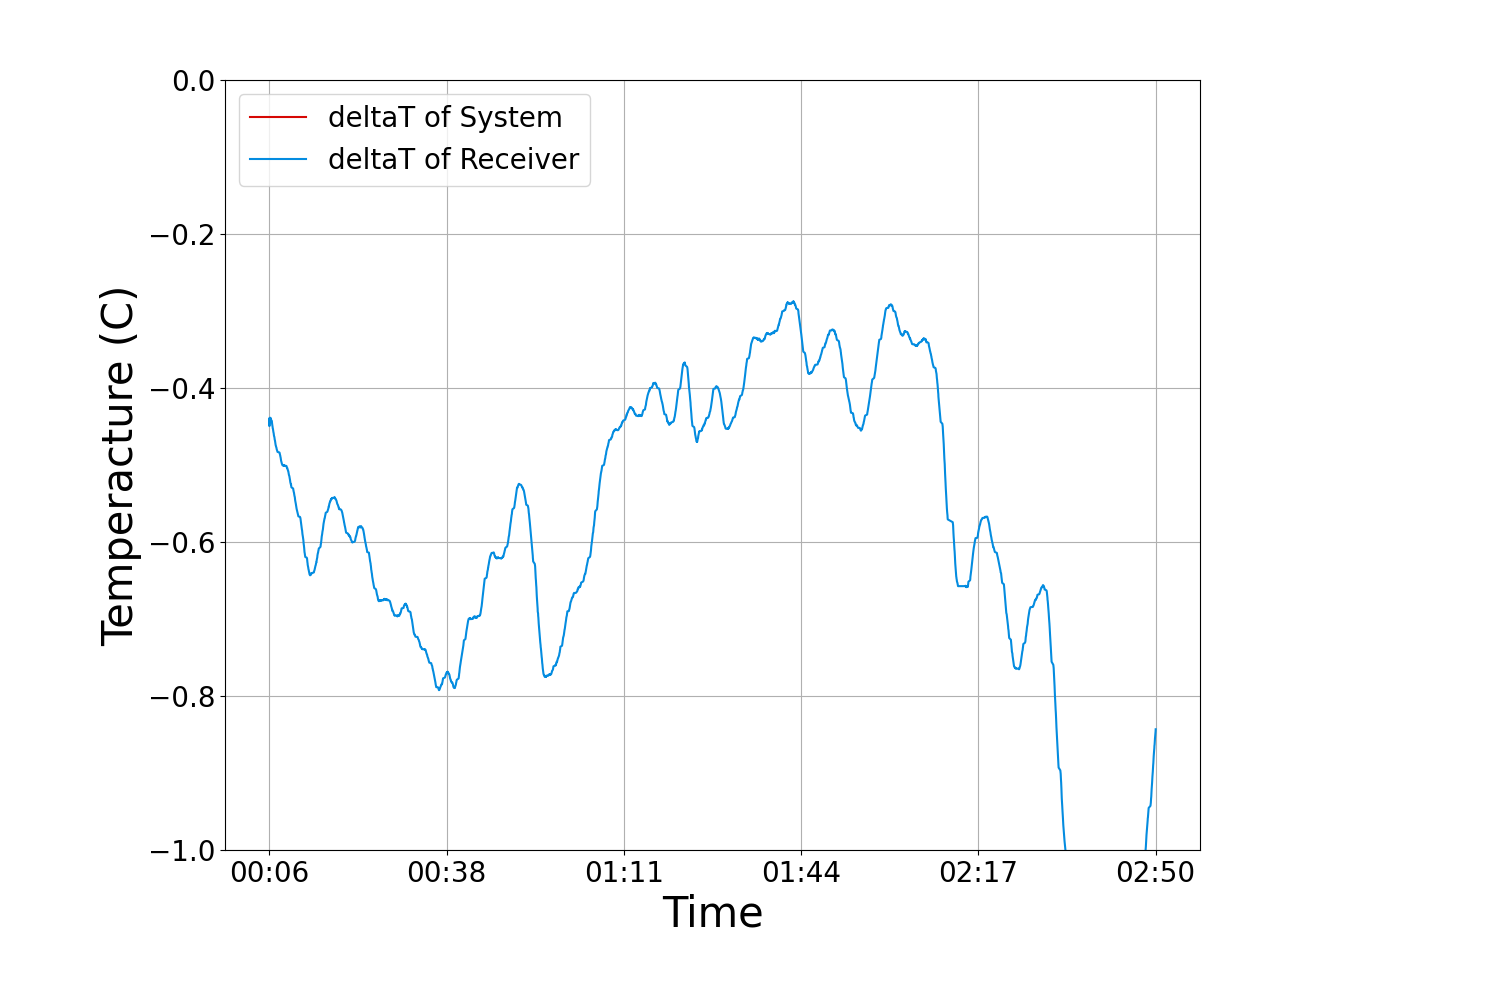 deltaT of System
deltaT of Receiver
0.0
−0.2
−0.4
−0.6
−0.8
−1.0
Temperacture (C)
00:06 00:38 01:11 01:44 02:17 02:50
Time